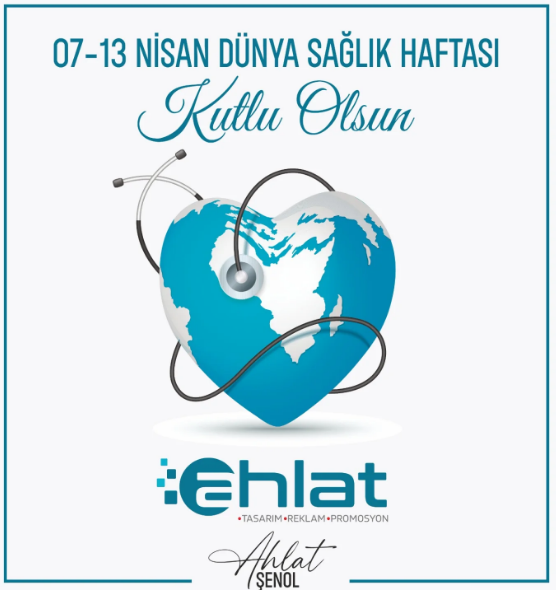 07-13 NİSAN DÜNYA SAĞLIK HAFTASI
Kutlu Olsun
ahlat
•TASARIM•REKLAM•PROMOSYON
Ahlat
ŞENOL